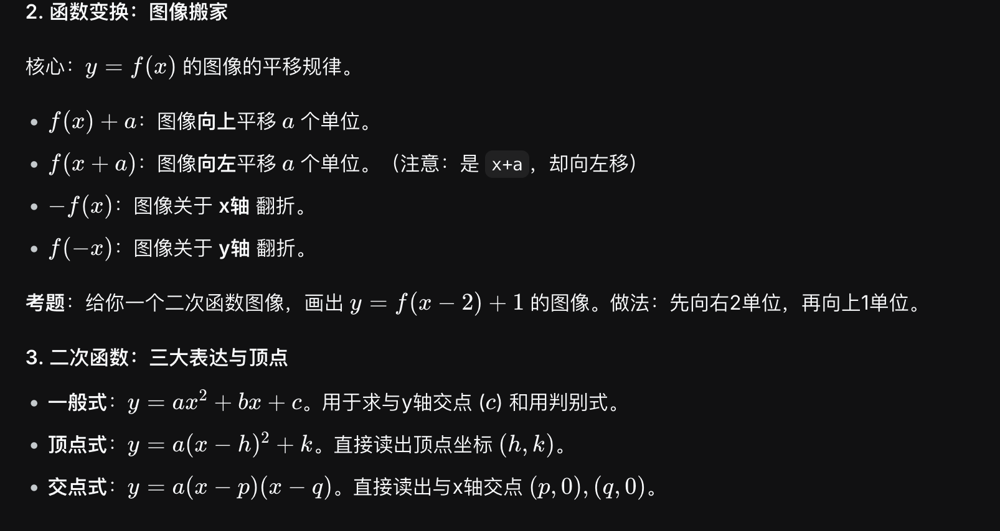 2. 函数变换：图像搬家
核心：y = f(x) 的图像的平移规律。
• f(x) + a：图像向上平移 a 个单位。
• f(x + a)：图像向左平移 a 个单位。（注意：是 x+a，却向左移）
• −f(x)：图像关于 x轴 翻折。
• f(−x)：图像关于 y轴 翻折。
考题：给你一个二次函数图像，画出 y = f(x − 2) + 1 的图像。做法：先向右2单位，再向上1单位。
3. 二次函数：三大表达与顶点
• 一般式：y = ax² + bx + c。用于求与y轴交点 (c) 和用判别式。
• 顶点式：y = a(x − h)² + k。直接读出顶点坐标 (h, k)。
• 交点式：y = a(x − p)(x − q)。直接读出与x轴交点 (p, 0), (q, 0)。